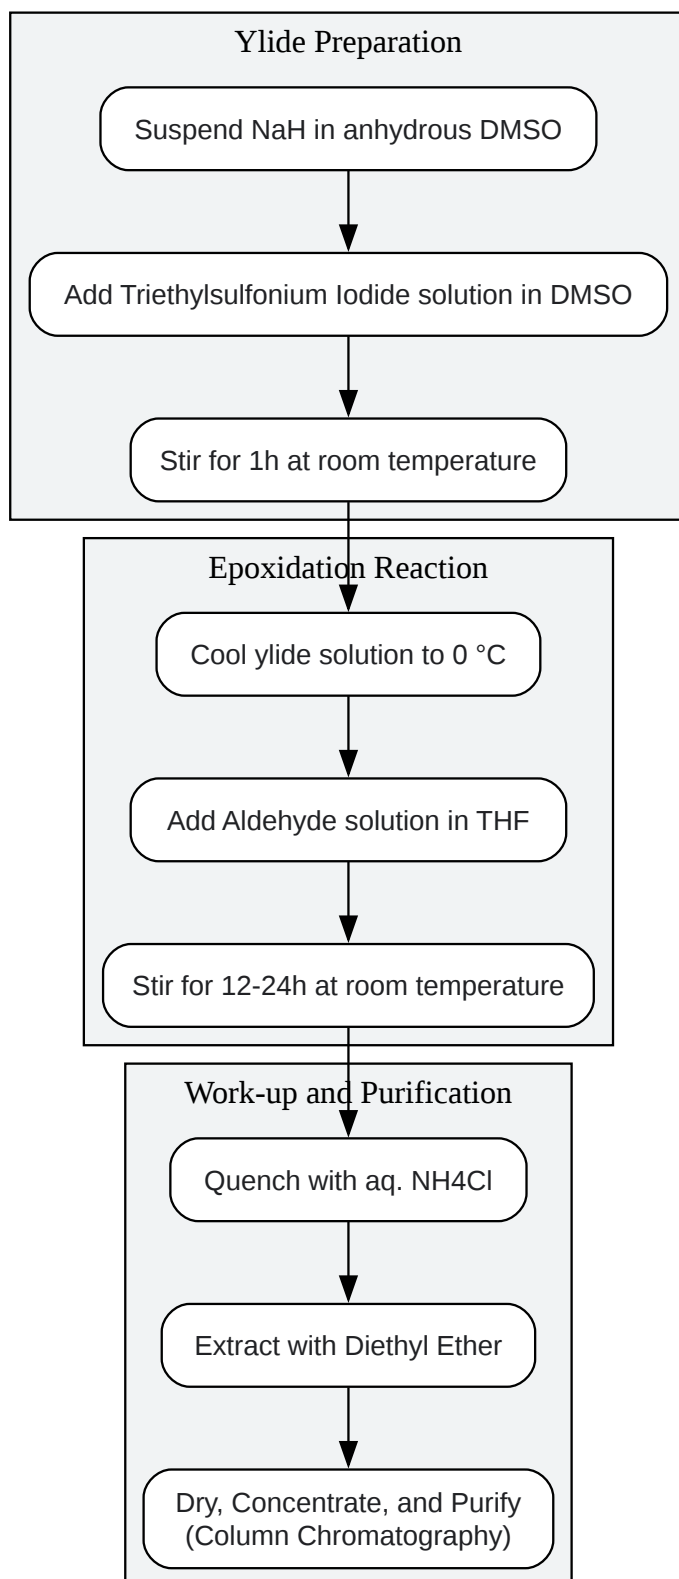 Ylide Preparation
Suspend NaH in anhydrous DMSO
Add Triethylsulfonium Iodide solution in DMSO
Stir for 1h at room temperature
Epoxidation Reaction
Cool ylide solution to 0 °C
Add Aldehyde solution in THF
Stir for 12-24h at room temperature
Work-up and Purification
Quench with aq. NH4Cl
Extract with Diethyl Ether
Dry, Concentrate, and Purify
(Column Chromatography)